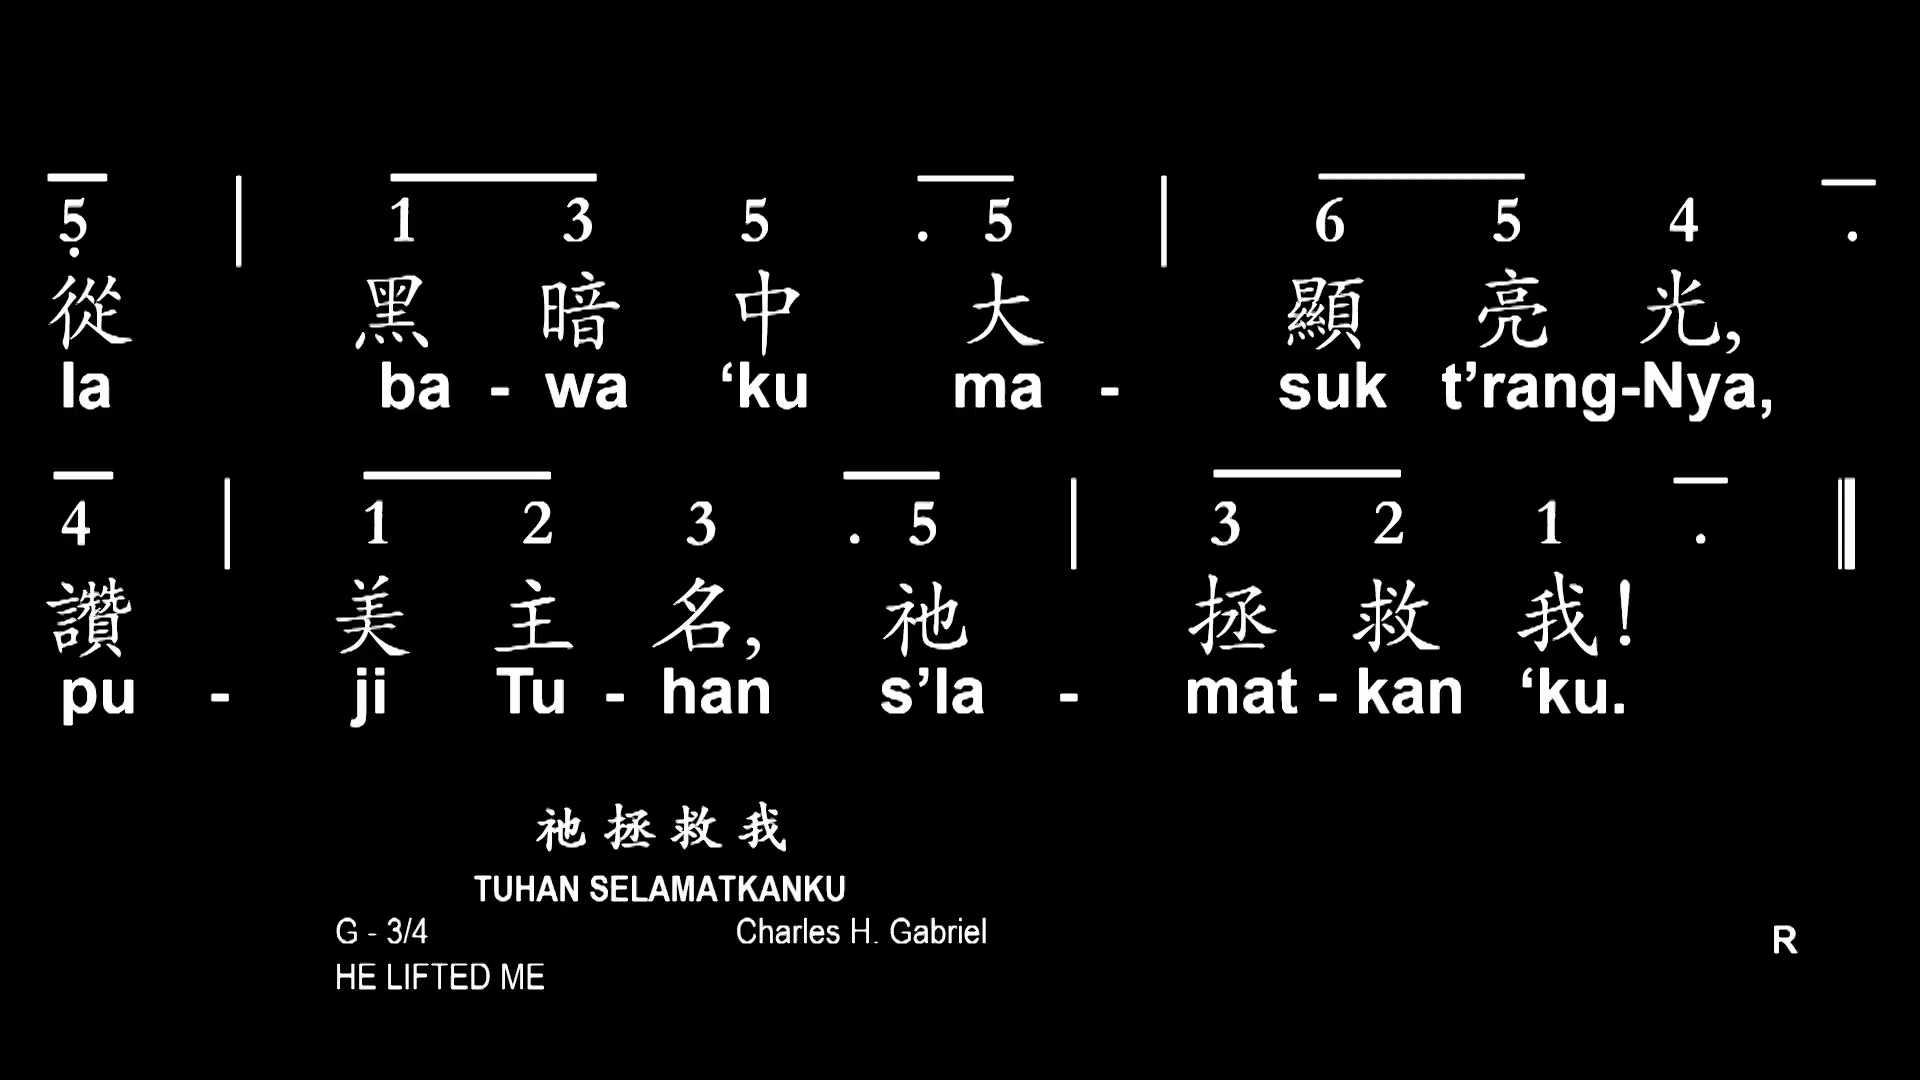 5 | 1 3 5 . 5 | 6 5 4 .
從 黑 暗 中 大 顯 亮 光,
la ba - wa ‘ku ma - suk t’rang-Nya,
4 | 1 2 3 . 5 | 3 2 1 .
讚 美 主 名, 祂 拯 救 我!
pu - ji Tu - han s’la - mat - kan ‘ku.
祂 拯 救 我
TUHAN SELAMATKANKU
G - 3/4 Charles H. Gabriel
HE LIFTED ME
R